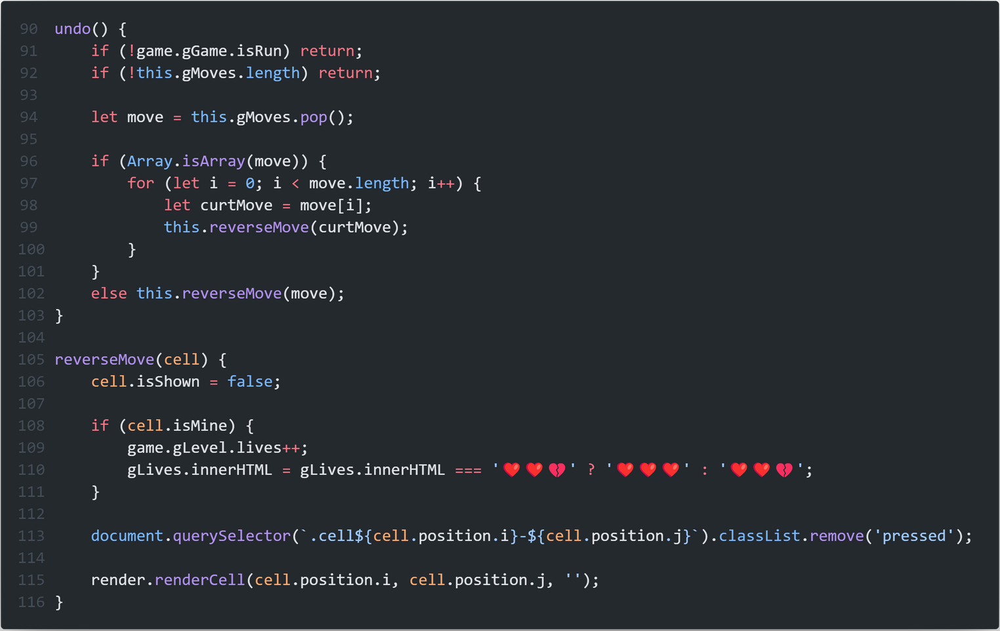 90 undo() {
91     if (!game.gGame.isRun) return;
92     if (!this.gMoves.length) return;
93
94     let move = this.gMoves.pop();
95
96     if (Array.isArray(move)) {
97         for (let i = 0; i < move.length; i++) {
98             let curtMove = move[i];
99             this.reverseMove(curtMove);
100         }
101     }
102     else this.reverseMove(move);
103 }
104
105 reverseMove(cell) {
106     cell.isShown = false;
107
108     if (cell.isMine) {
109         game.gLevel.lives++;
110         gLives.innerHTML = gLives.innerHTML === '❤️❤️💔' ? '❤️❤️❤️' : '❤️❤️💔';
111     }
112
113     document.querySelector(`.cell${cell.position.i}-${cell.position.j}`).classList.remove('pressed');
114
115     render.renderCell(cell.position.i, cell.position.j, '');
116 }